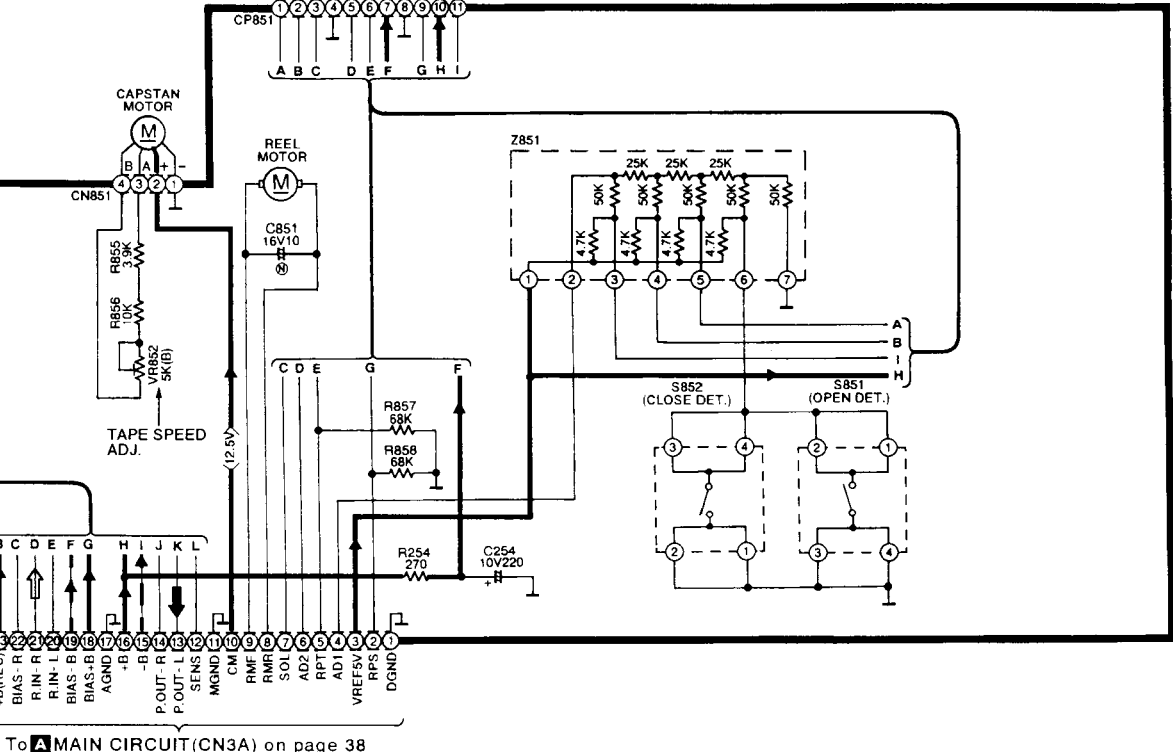 CP851 1 2 3 4 5 6 7 8 9 10 11
A B C D E F G H I
CAPSTAN
MOTOR
M
B A + -
CN851 4 3 2 1
REEL
MOTOR
M
C851
16V10
N
R855
3.9K
R856
10K
VR852
5K(B)
TAPE SPEED
ADJ.
12.5V
Z851
25K 25K 25K
50K 50K 50K 50K 50K
4.7K 4.7K 4.7K 4.7K
1 2 3 4 5 6 7
A
B
I
H
C D E G F
R857
68K
R858
68K
S852
(CLOSE DET.)
S851
(OPEN DET.)
3 4 2 1
2 1 3 4
R254
270
C254
10V220
+
C D E F G H I J K L
22 21 20 19 18 17 16 15 14 13 12 11 10 9 8 7 6 5 4 3 2 1
BIAS-R
R.IN-R
R.IN-L
BIAS-B
BIAS+B
AGND
+B
-B
P.OUT-R
P.OUT-L
SENS
MGND
CM
RMF
RMR
SOL
AD2
RPT
AD1
VREF5V
RPS
DGND
To A MAIN CIRCUIT(CN3A) on page 38